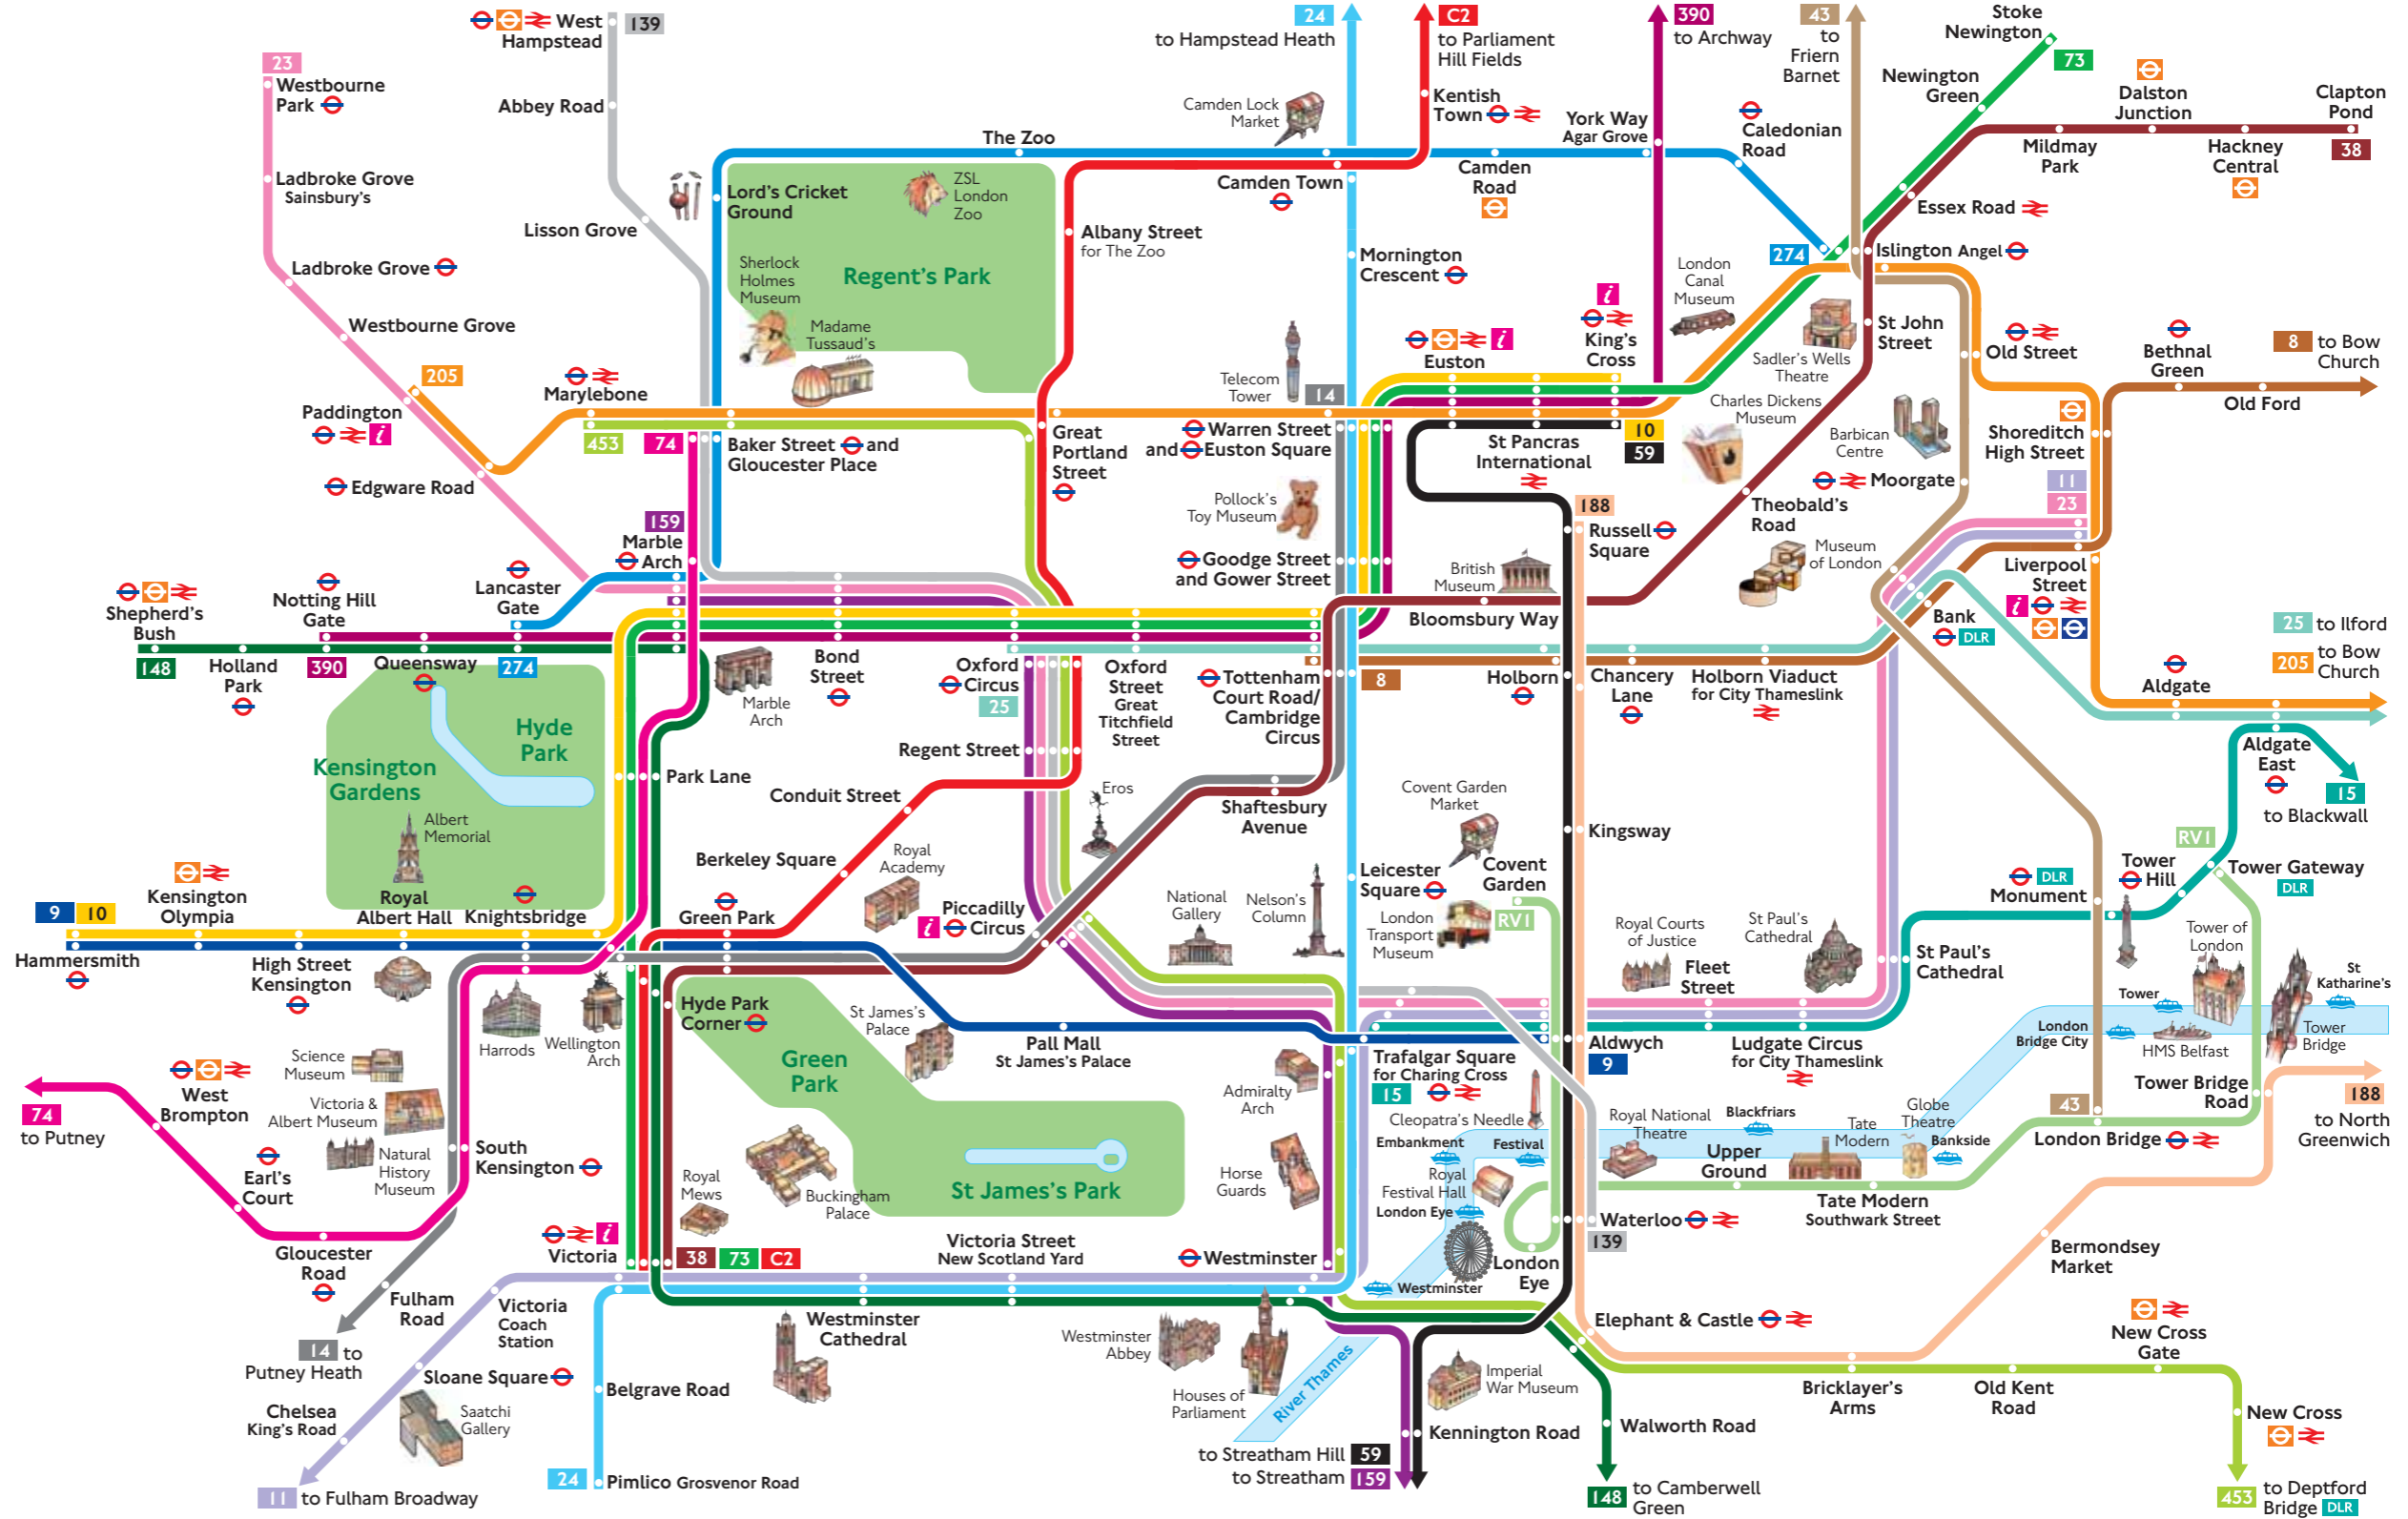 West
Hampstead
139
24
to Hampstead Heath
C2
to Parliament
Hill Fields
390
to Archway
43
to
Friern
Barnet
Stoke
Newington
73
23
Westbourne
Park
Abbey Road
Camden Lock
Market
Kentish
Town
York Way
Agar Grove
Caledonian
Road
Newington
Green
Dalston
Junction
Clapton
Pond
38
Mildmay
Park
Hackney
Central
The Zoo
Ladbroke Grove
Sainsbury's
Lord's Cricket
Ground
ZSL
London
Zoo
Camden Town
Camden
Road
Essex Road
Lisson Grove
Albany Street
for The Zoo
Mornington
Crescent
274
Islington Angel
Ladbroke Grove
Sherlock
Holmes
Museum
Regent's Park
London
Canal
Museum
Westbourne Grove
Madame
Tussaud's
Euston
King's
Cross
Sadler's Wells
Theatre
St John
Street
Old Street
Bethnal
Green
8
to Bow
Church
Old Ford
205
Marylebone
Telecom
Tower
14
Charles Dickens
Museum
Paddington
453
74
Baker Street
and
Gloucester Place
Great
Portland
Street
Warren Street
and
Euston Square
St Pancras
International
10
59
Barbican
Centre
Shoreditch
High Street
Edgware Road
Pollock's
Toy Museum
188
Theobald's
Road
Moorgate
11
23
159
Marble
Arch
Russell
Square
Museum
of London
Goodge Street
and Gower Street
British
Museum
Liverpool
Street
Shepherd's
Bush
Notting Hill
Gate
Lancaster
Gate
Bloomsbury Way
Bank
DLR
25
to Ilford
205
to Bow
Church
148
Holland
Park
390
Queensway
274
Marble
Arch
Bond
Street
Oxford
Circus
25
Oxford
Street
Great
Titchfield
Street
Tottenham
Court Road/
Cambridge
Circus
8
Holborn
Chancery
Lane
Holborn Viaduct
for City Thameslink
Aldgate
Hyde
Park
Kensington
Gardens
Regent Street
Aldgate
East
15
to Blackwall
Park Lane
Conduit Street
Eros
Shaftesbury
Avenue
Covent Garden
Market
Kingsway
Albert
Memorial
Royal
Albert Hall
Knightsbridge
Berkeley Square
Royal
Academy
Leicester
Square
Covent
Garden
RV1
Tower
Hill
Tower Gateway
DLR
DLR
Monument
9
10
Kensington
Olympia
Green Park
Piccadilly
Circus
National
Gallery
Nelson's
Column
London
Transport
Museum
RV1
Royal Courts
of Justice
St Paul's
Cathedral
Tower of
London
Hammersmith
High Street
Kensington
Fleet
Street
St Paul's
Cathedral
St
Katharine's
Harrods
Wellington
Arch
Hyde Park
Corner
St James's
Palace
Tower
London
Bridge City
HMS Belfast
Tower
Bridge
Science
Museum
Green
Park
Pall Mall
St James's Palace
Trafalgar Square
for Charing Cross
15
Aldwych
9
Ludgate Circus
for City Thameslink
West
Brompton
Victoria &
Albert Museum
Admiralty
Arch
Cleopatra's Needle
Royal National
Theatre
Blackfriars
Globe
Theatre
43
Tower Bridge
Road
188
to North
Greenwich
74
to Putney
Natural
History
Museum
South
Kensington
Embankment
Festival
Tate
Modern
Bankside
London Bridge
Earl's
Court
Royal
Mews
Buckingham
Palace
St James's Park
Horse
Guards
Royal
Festival Hall
London Eye
Upper
Ground
Tate Modern
Southwark Street
Waterloo
139
Gloucester
Road
Victoria
38
73
C2
Victoria Street
New Scotland Yard
Westminster
London
Eye
Westminster
Bermondsey
Market
Fulham
Road
Victoria
Coach
Station
Westminster
Cathedral
Westminster
Abbey
Elephant & Castle
New Cross
Gate
14
to
Putney Heath
Sloane Square
Belgrave Road
Houses of
Parliament
River Thames
Imperial
War Museum
Bricklayer's
Arms
Old Kent
Road
Chelsea
King's Road
Saatchi
Gallery
Kennington Road
Walworth Road
New Cross
to Streatham Hill
59
to Streatham
159
24
Pimlico Grosvenor Road
11
to Fulham Broadway
148
to Camberwell
Green
453
to Deptford
Bridge DLR